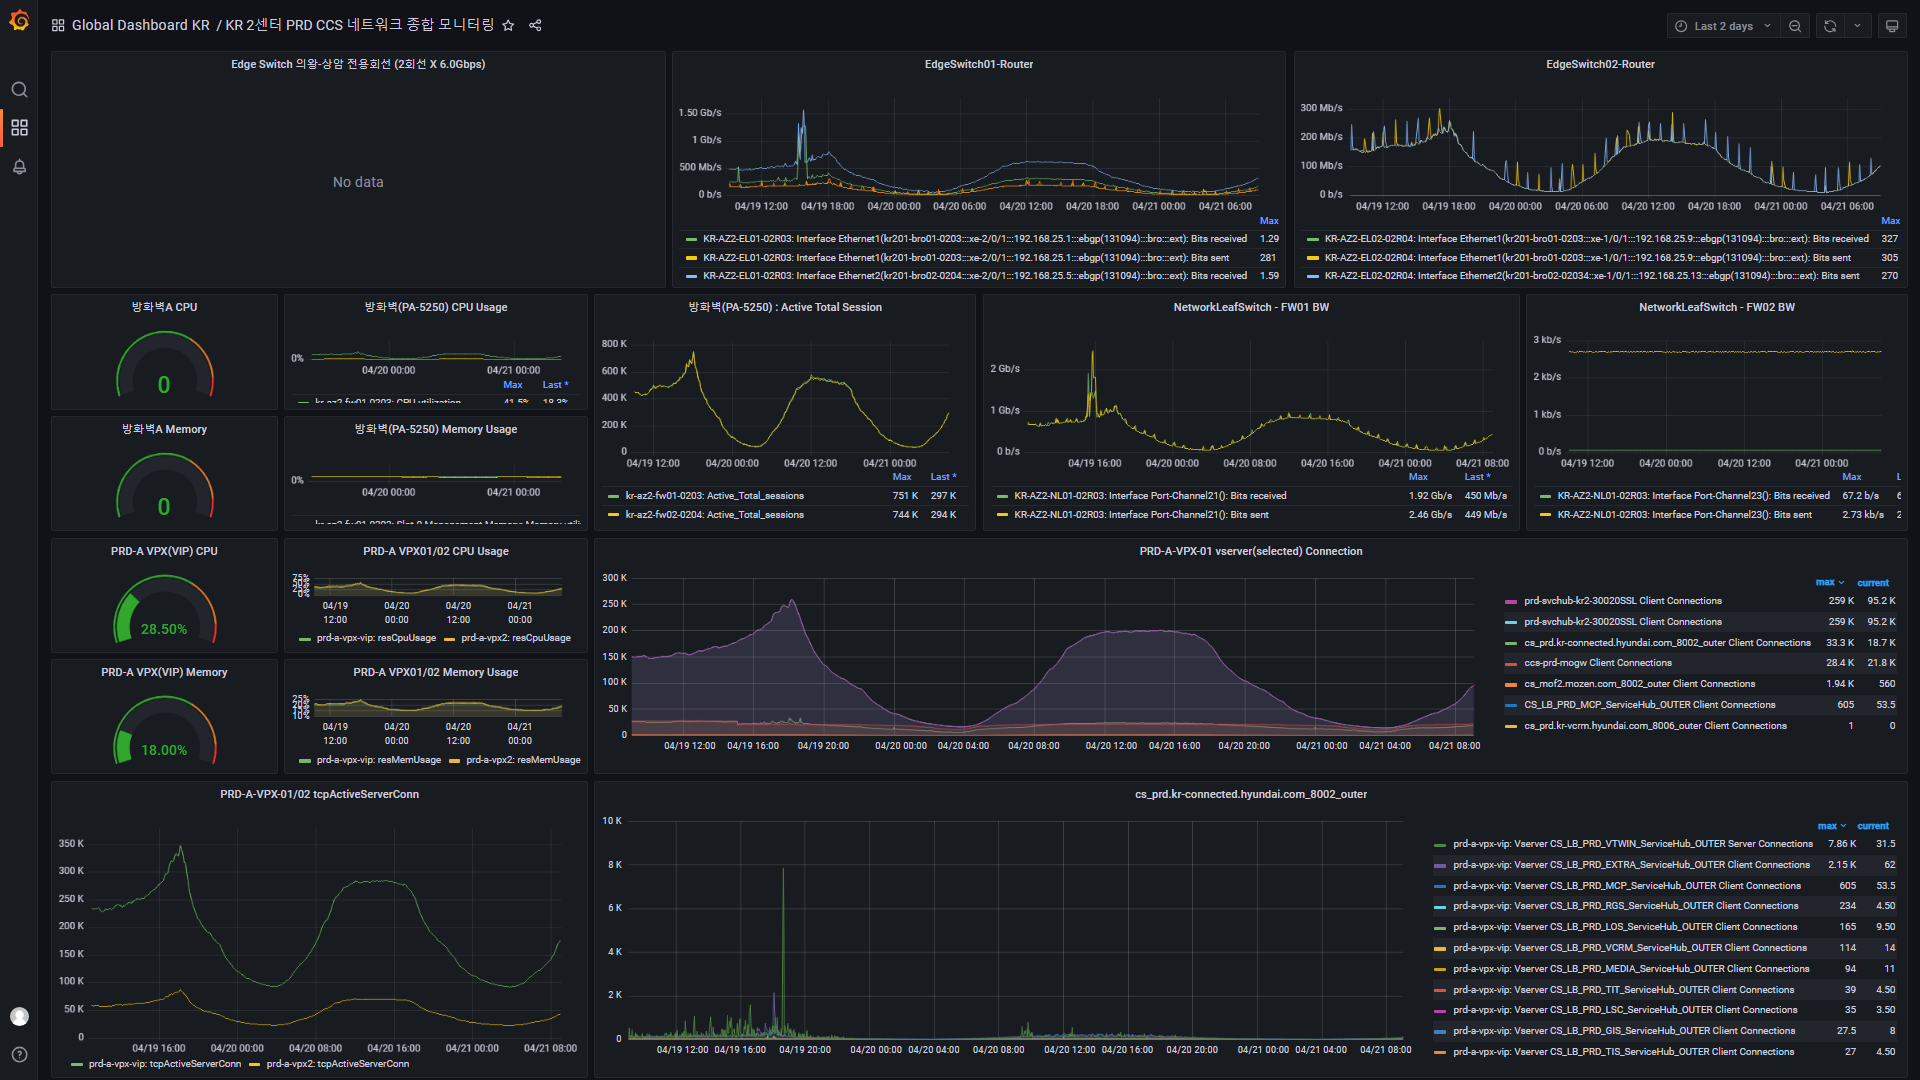 Global Dashboard KR / KR 2센터 PRD CCS 네트워크 종합 모니터링
Last 2 days
Edge Switch 의왕-상암 전용회선 (2회선 X 6.0Gbps)
No data
EdgeSwitch01-Router
1.50 Gb/s
1 Gb/s
500 Mb/s
0 b/s
04/19 12:00 04/19 18:00 04/20 00:00 04/20 06:00 04/20 12:00 04/20 18:00 04/21 00:00 04/21 06:00
Max
KR-AZ2-EL01-02R03: Interface Ethernet1(kr201-bro01-0203:::xe-2/0/1:::192.168.25.1:::ebgp(131094):::bro:::ext): Bits received 1.29
KR-AZ2-EL01-02R03: Interface Ethernet1(kr201-bro01-0203:::xe-2/0/1:::192.168.25.1:::ebgp(131094):::bro:::ext): Bits sent 281
KR-AZ2-EL01-02R03: Interface Ethernet2(kr201-bro02-0204:::xe-2/0/1:::192.168.25.5:::ebgp(131094):::bro:::ext): Bits received 1.59
EdgeSwitch02-Router
300 Mb/s
200 Mb/s
100 Mb/s
0 b/s
04/19 12:00 04/19 18:00 04/20 00:00 04/20 06:00 04/20 12:00 04/20 18:00 04/21 00:00 04/21 06:00
Max
KR-AZ2-EL02-02R04: Interface Ethernet1(kr201-bro01-0203:::xe-1/0/1:::192.168.25.9:::ebgp(131094):::bro:::ext): Bits received 327
KR-AZ2-EL02-02R04: Interface Ethernet1(kr201-bro01-0203:::xe-1/0/1:::192.168.25.9:::ebgp(131094):::bro:::ext): Bits sent 305
KR-AZ2-EL02-02R04: Interface Ethernet2(kr201-bro02-02034:::xe-1/0/1:::192.168.25.13:::ebgp(131094):::bro:::ext): Bits sent 270
방화벽A CPU
0
방화벽(PA-5250) CPU Usage
0%
04/20 00:00 04/21 00:00
Max Last *
kr-az2-fw01-0203: CPU utilization 41.5% 18.3%
방화벽A Memory
0
방화벽(PA-5250) Memory Usage
0%
04/20 00:00 04/21 00:00
방화벽(PA-5250) : Active Total Session
800 K
600 K
400 K
200 K
0
04/19 12:00 04/20 00:00 04/20 12:00 04/21 00:00
Max Last *
kr-az2-fw01-0203: Active_Total_sessions 751 K 297 K
kr-az2-fw02-0204: Active_Total_sessions 744 K 294 K
NetworkLeafSwitch - FW01 BW
2 Gb/s
1 Gb/s
0 b/s
04/19 16:00 04/20 00:00 04/20 08:00 04/20 16:00 04/21 00:00 04/21 08:00
Max Last *
KR-AZ2-NL01-02R03: Interface Port-Channel21(): Bits received 1.92 Gb/s 450 Mb/s
KR-AZ2-NL01-02R03: Interface Port-Channel21(): Bits sent 2.46 Gb/s 449 Mb/s
NetworkLeafSwitch - FW02 BW
3 kb/s
2 kb/s
1 kb/s
0 b/s
04/19 12:00 04/20 00:00 04/20 12:00 04/21 00:00
Max L
KR-AZ2-NL01-02R03: Interface Port-Channel23(): Bits received 67.2 b/s
KR-AZ2-NL01-02R03: Interface Port-Channel23(): Bits sent 2.73 kb/s
PRD-A VPX(VIP) CPU
28.50%
PRD-A VPX01/02 CPU Usage
75%
50%
25%
0%
04/19 12:00 04/20 00:00 04/20 12:00 04/21 00:00
prd-a-vpx-vip: resCpuUsage prd-a-vpx2: resCpuUsage
PRD-A VPX(VIP) Memory
18.00%
PRD-A VPX01/02 Memory Usage
25%
20%
15%
10%
04/19 12:00 04/20 00:00 04/20 12:00 04/21 00:00
prd-a-vpx-vip: resMemUsage prd-a-vpx2: resMemUsage
PRD-A-VPX-01 vserver(selected) Connection
300 K
250 K
200 K
150 K
100 K
50 K
0
04/19 12:00 04/19 16:00 04/19 20:00 04/20 00:00 04/20 04:00 04/20 08:00 04/20 12:00 04/20 16:00 04/20 20:00 04/21 00:00 04/21 04:00 04/21 08:00
max current
prd-svchub-kr2-30020SSL Client Connections 259 K 95.2 K
prd-svchub-kr2-30020SSL Client Connections 259 K 95.2 K
cs_prd.kr-connected.hyundai.com_8002_outer Client Connections 33.3 K 18.7 K
ccs-prd-mogw Client Connections 28.4 K 21.8 K
cs_mof2.mozen.com_8002_outer Client Connections 1.94 K 560
CS_LB_PRD_MCP_ServiceHub_OUTER Client Connections 605 53.5
cs_prd.kr-vcrm.hyundai.com_8006_outer Client Connections 1 0
PRD-A-VPX-01/02 tcpActiveServerConn
350 K
300 K
250 K
200 K
150 K
100 K
50 K
0
04/19 16:00 04/20 00:00 04/20 08:00 04/20 16:00 04/21 00:00 04/21 08:00
prd-a-vpx-vip: tcpActiveServerConn prd-a-vpx2: tcpActiveServerConn
cs_prd.kr-connected.hyundai.com_8002_outer
10 K
8 K
6 K
4 K
2 K
0
04/19 12:00 04/19 16:00 04/19 20:00 04/20 00:00 04/20 04:00 04/20 08:00 04/20 12:00 04/20 16:00 04/20 20:00 04/21 00:00 04/21 04:00 04/21 08:00
max current
prd-a-vpx-vip: Vserver CS_LB_PRD_VTWIN_ServiceHub_OUTER Server Connections 7.86 K 31.5
prd-a-vpx-vip: Vserver CS_LB_PRD_EXTRA_ServiceHub_OUTER Client Connections 2.15 K 62
prd-a-vpx-vip: Vserver CS_LB_PRD_MCP_ServiceHub_OUTER Client Connections 605 53.5
prd-a-vpx-vip: Vserver CS_LB_PRD_RGS_ServiceHub_OUTER Client Connections 234 4.50
prd-a-vpx-vip: Vserver CS_LB_PRD_LOS_ServiceHub_OUTER Client Connections 165 9.50
prd-a-vpx-vip: Vserver CS_LB_PRD_VCRM_ServiceHub_OUTER Client Connections 114 14
prd-a-vpx-vip: Vserver CS_LB_PRD_MEDIA_ServiceHub_OUTER Client Connections 94 11
prd-a-vpx-vip: Vserver CS_LB_PRD_TIT_ServiceHub_OUTER Client Connections 39 4.50
prd-a-vpx-vip: Vserver CS_LB_PRD_LSC_ServiceHub_OUTER Client Connections 35 3.50
prd-a-vpx-vip: Vserver CS_LB_PRD_GIS_ServiceHub_OUTER Client Connections 27.5 8
prd-a-vpx-vip: Vserver CS_LB_PRD_TIS_ServiceHub_OUTER Client Connections 27 4.50